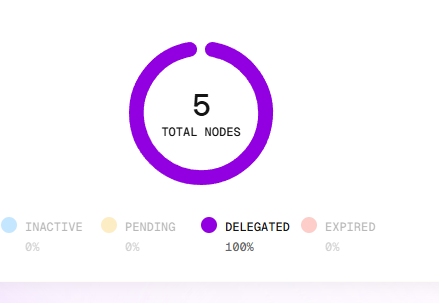 5
TOTAL NODES
INACTIVE PENDING DELEGATED EXPIRED
0% 0% 100% 0%